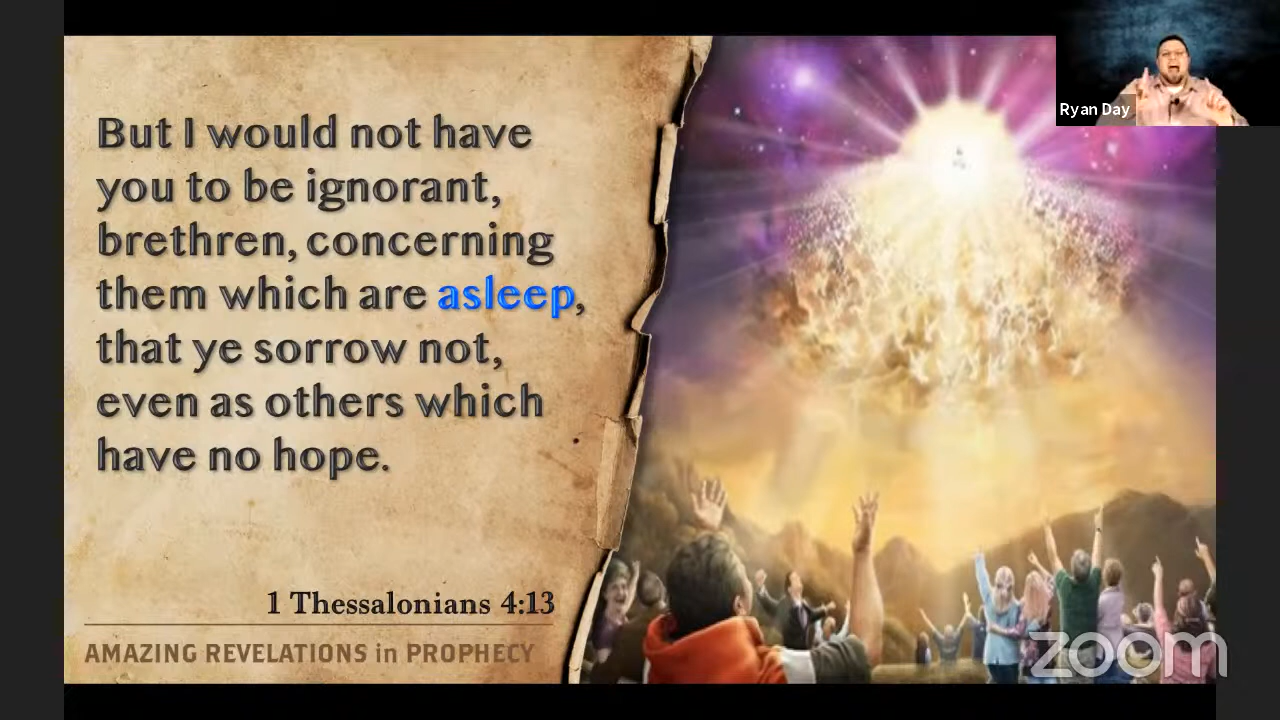 But I would not have
you to be ignorant,
brethren, concerning
them which are asleep,
that ye sorrow not,
even as others which
have no hope.
1 Thessalonians 4:13
AMAZING REVELATIONS in PROPHECY
Ryan Day
zoom